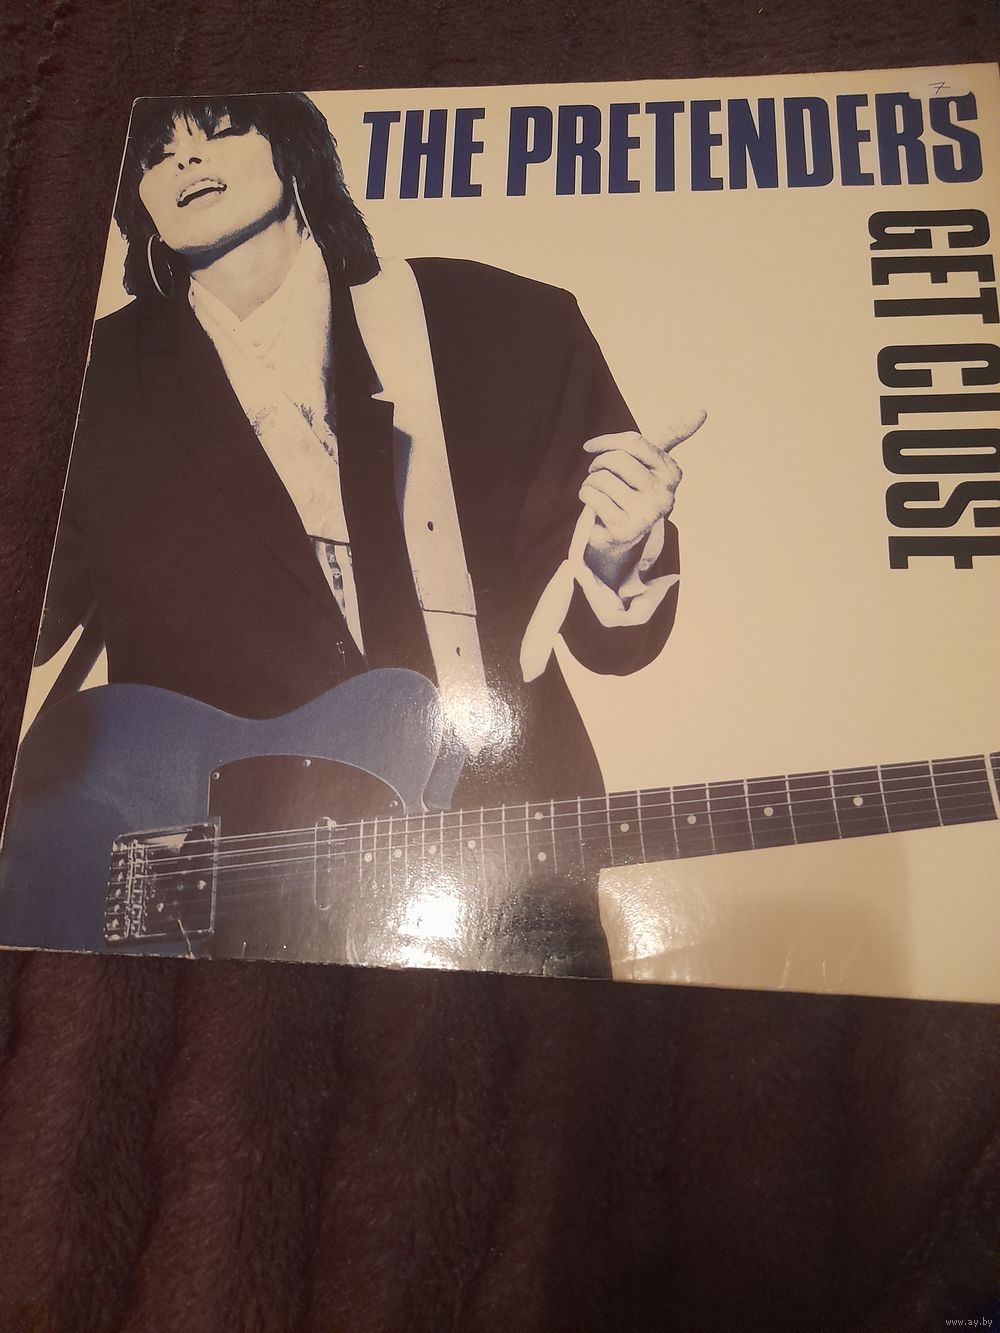 7
THE PRETENDERS
GET CLOSE
www.ay.by